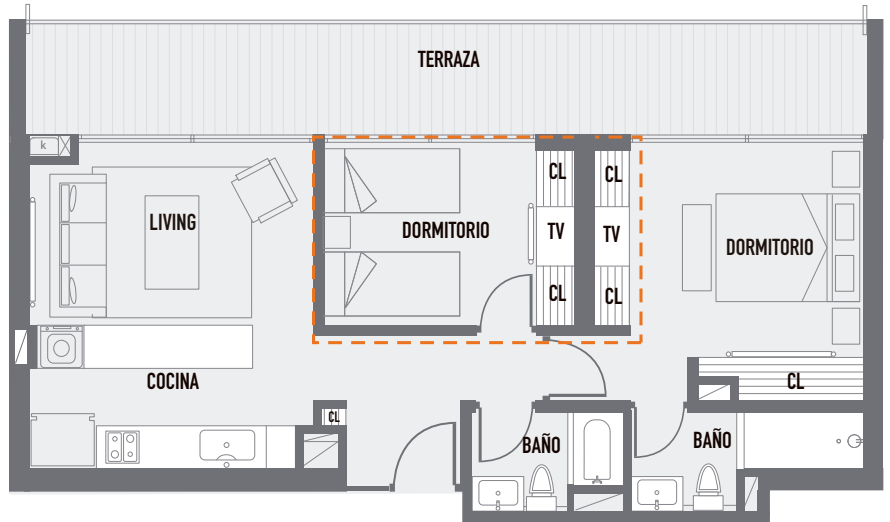 TERRAZA
k
LIVING
DORMITORIO
CL
TV
CL
CL
TV
CL
DORMITORIO
COCINA
CL
CL
BAÑO
BAÑO